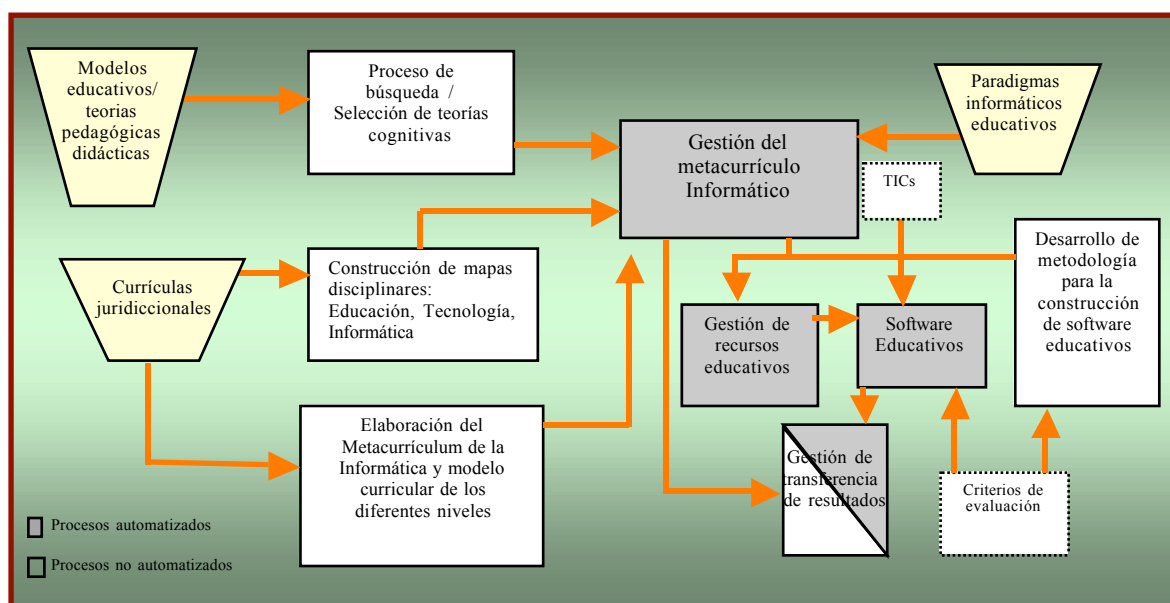 Modelos
educativos/
teorias
pedagógicas
didácticas
Proceso de
búsqueda /
Selección de teorías
cognitivas
Gestión del
metacurrículo
Informático
Paradigmas
informáticos
educativos
TICs
Currículas
juridiccionales
Construcción de mapas
disciplinares:
Educación, Tecnología,
Informática
Gestión de
recursos
educativos
Software
Educativos
Desarrollo de
metodología
para la
construcción
de software
educativos
Elaboración del
Metacurrículum de la
Informática y modelo
curricular de los
diferentes niveles
Gestión de
transferencia
de resultados
Criterios de
evaluación
Procesos automatizados
Procesos no automatizados